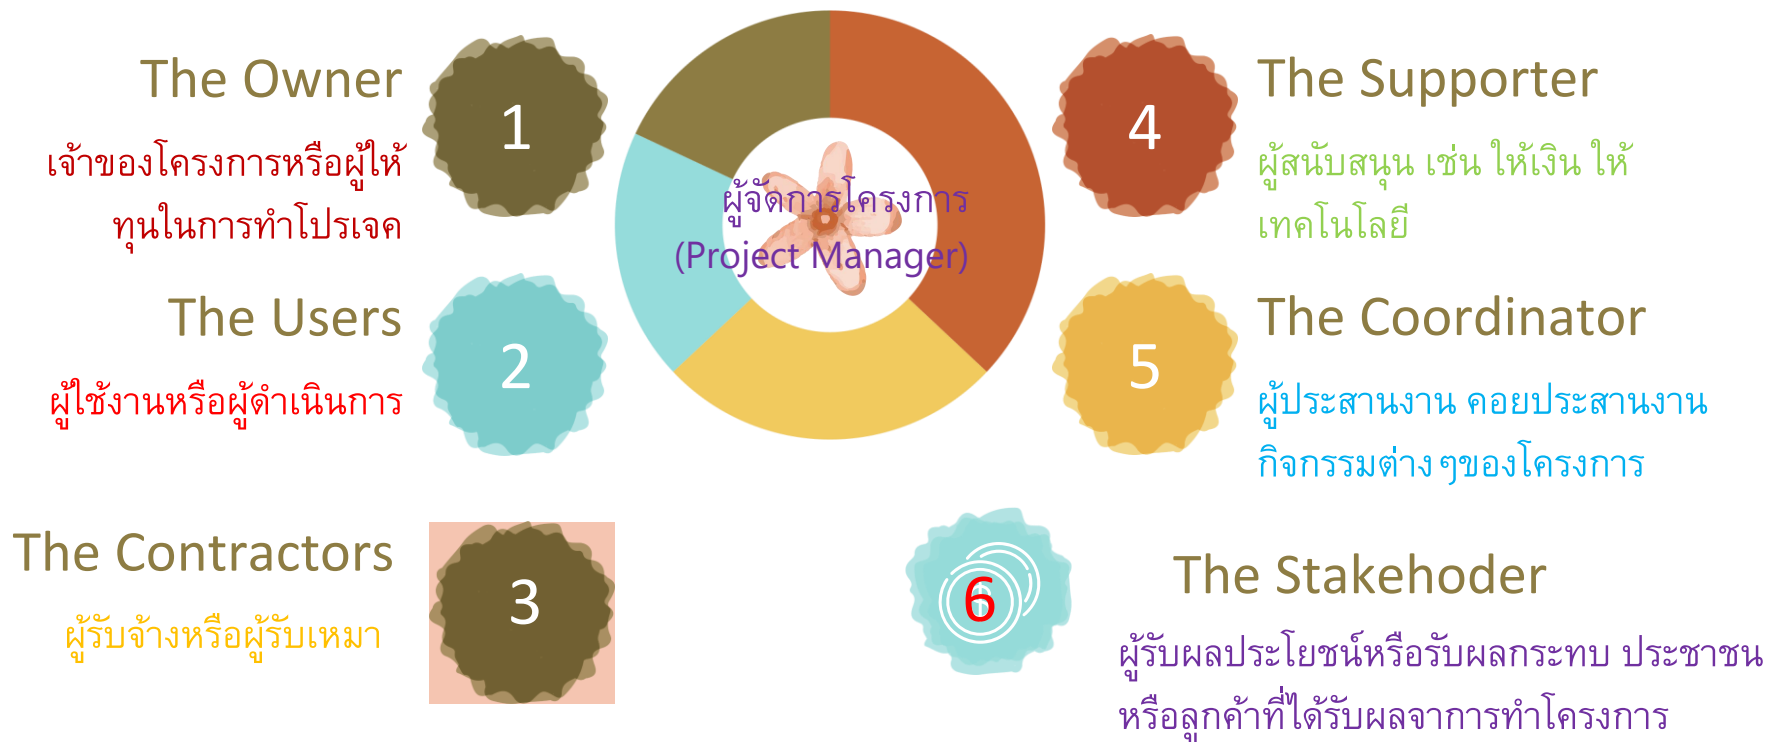 The Owner
1
เจ้าของโครงการหรือผู้ให้
ทุนในการทำโปรเจค
The Users
2
ผู้ใช้งานหรือผู้ดำเนินการ
The Contractors
3
ผู้รับจ้างหรือผู้รับเหมา
ผู้จัดการโครงการ
(Project Manager)
4
The Supporter
ผู้สนับสนุน เช่น ให้เงิน ให้
เทคโนโลยี
5
The Coordinator
ผู้ประสานงาน คอยประสานงาน
กิจกรรมต่างๆของโครงการ
6
The Stakehoder
ผู้รับผลประโยชน์หรือรับผลกระทบ ประชาชน
หรือลูกค้าที่ได้รับผลจาการทำโครงการ